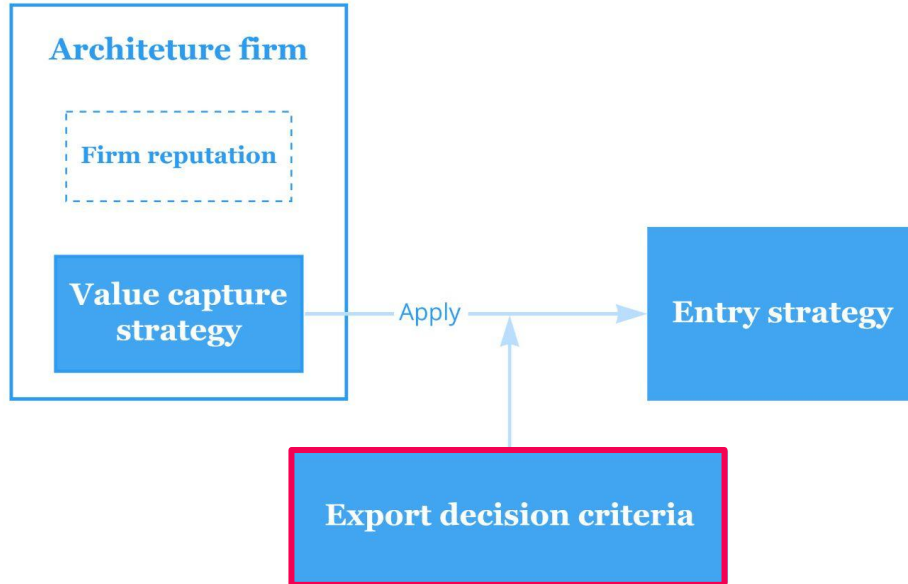 Architeture firm
Firm reputation
Value capture
strategy
Apply
Entry strategy
Export decision criteria